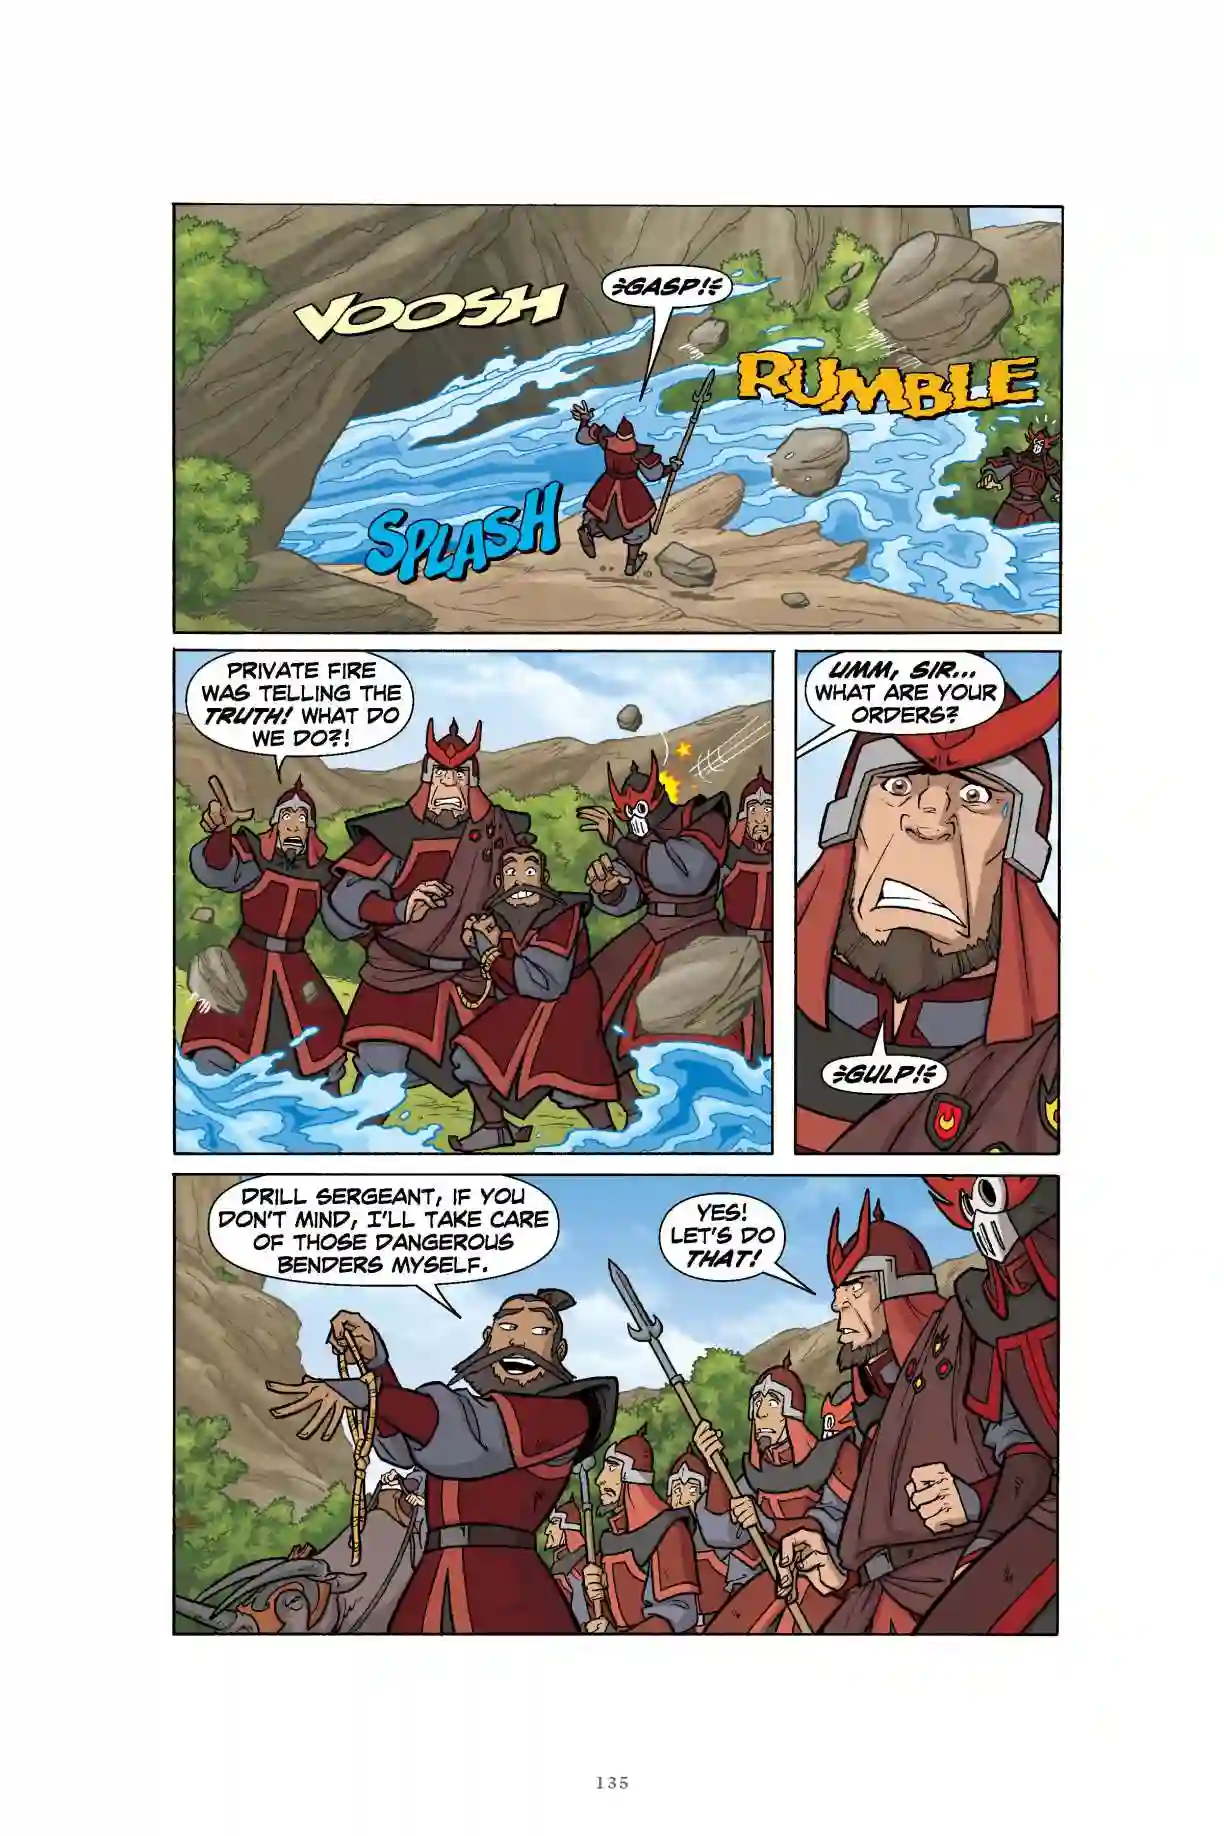 VOOSH
GASP!
RUMBLE
SPLASH
PRIVATE FIRE
WAS TELLING THE
TRUTH! WHAT DO
WE DO?!
UMM, SIR...
WHAT ARE YOUR
ORDERS?
GULP!
DRILL SERGEANT, IF YOU
DON'T MIND, I'LL TAKE CARE
OF THOSE DANGEROUS
BENDERS MYSELF.
YES!
LET'S DO
THAT!
135